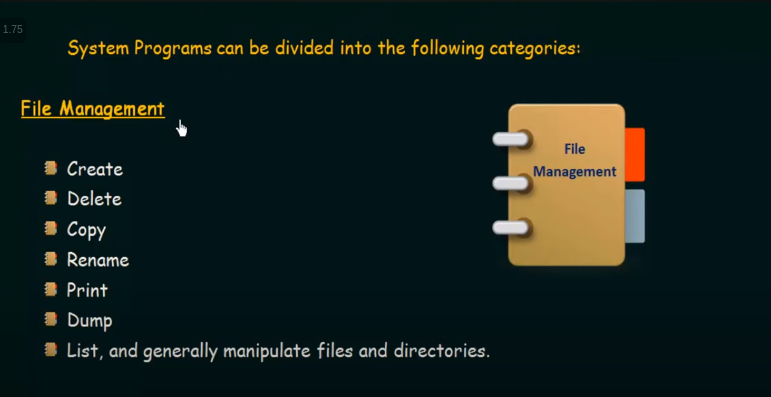 1.75
System Programs can be divided into the following categories:
File Management
Create
Delete
Copy
Rename
Print
Dump
List, and generally manipulate files and directories.
File
Management